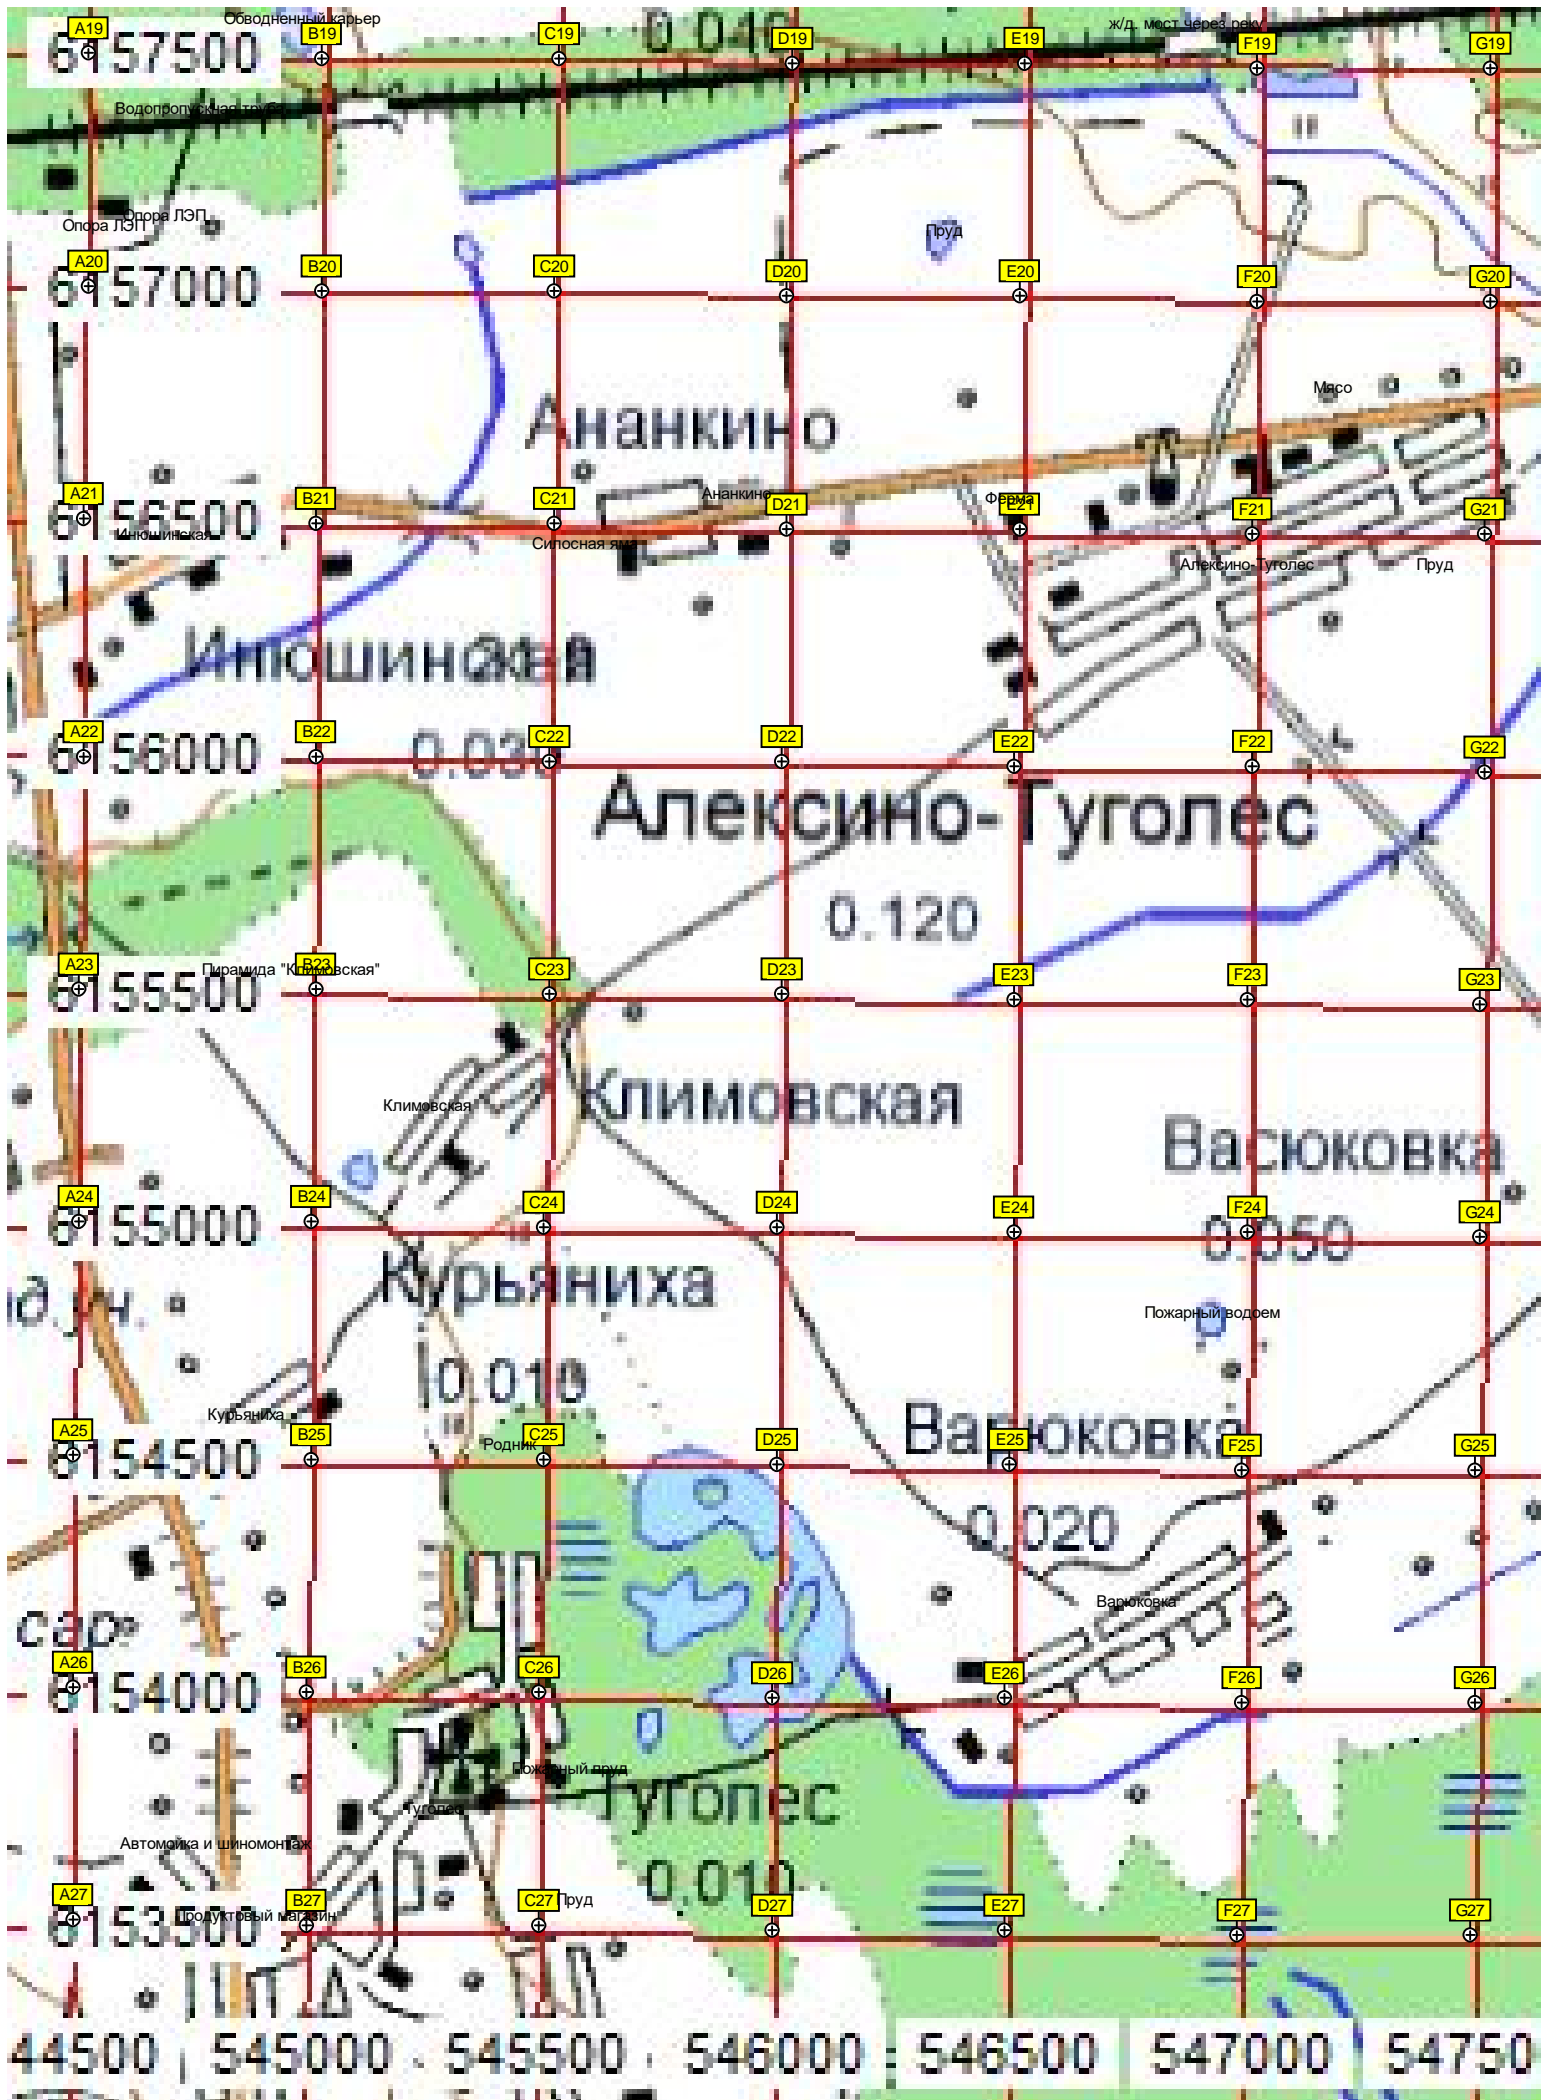 Обводненный карьер
ж/д. мост через реку
A19
B19
C19
0.040
D19
E19
F19
G19
6157500
Водопропускная труба
Опора ЛЭП
Опора ЛЭП
Пруд
A20
B20
C20
D20
E20
F20
G20
6157000
Мясо
Ананкино
A21
B21
C21
Ананкино
D21
Ферма
E21
F21
G21
6156500
Инюшинская
Силосная яма
Алексино-Туголес
Пруд
Инюшинская
A22
B22
C22
D22
E22
F22
G22
6156000
0.030
Алексино-Туголес
0.120
A23
B23
Пирамида "Климовская"
C23
D23
E23
F23
G23
6155500
Климовская
Климовская
Васюковка
A24
B24
C24
D24
E24
F24
G24
6155000
0.050
Курьяниха
Пожарный водоем
д.уч.
0.010
Курьяниха
Варюковка
A25
B25
Родник
C25
D25
E25
F25
G25
6154500
0.020
Варюковка
сар
A26
B26
C26
D26
E26
F26
G26
6154000
Пожарный пруд
Туголес
Туголес
Автомойка и шиномонтаж
0.010
A27
B27
C27
Пруд
D27
E27
F27
G27
6153500
Продуктовый магазин
44500
545000
545500
546000
546500
547000
54750